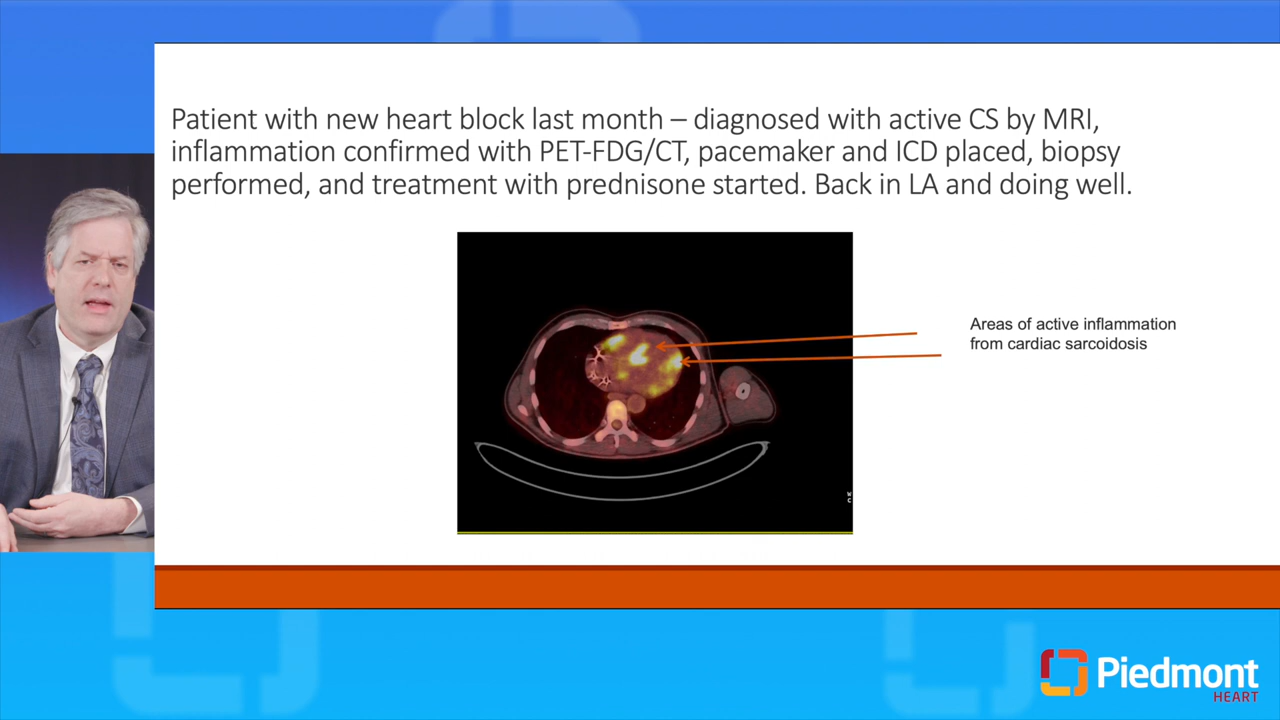 Patient with new heart block last month – diagnosed with active CS by MRI,
inflammation confirmed with PET-FDG/CT, pacemaker and ICD placed, biopsy
performed, and treatment with prednisone started. Back in LA and doing well.
Areas of active inflammation
from cardiac sarcoidosis
W
C
Piedmont
HEART